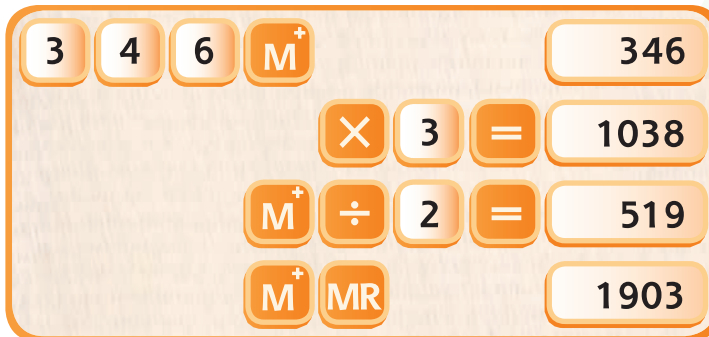 3 4 6 M+ 346
× 3 = 1038
M+ ÷ 2 = 519
M+ MR 1903